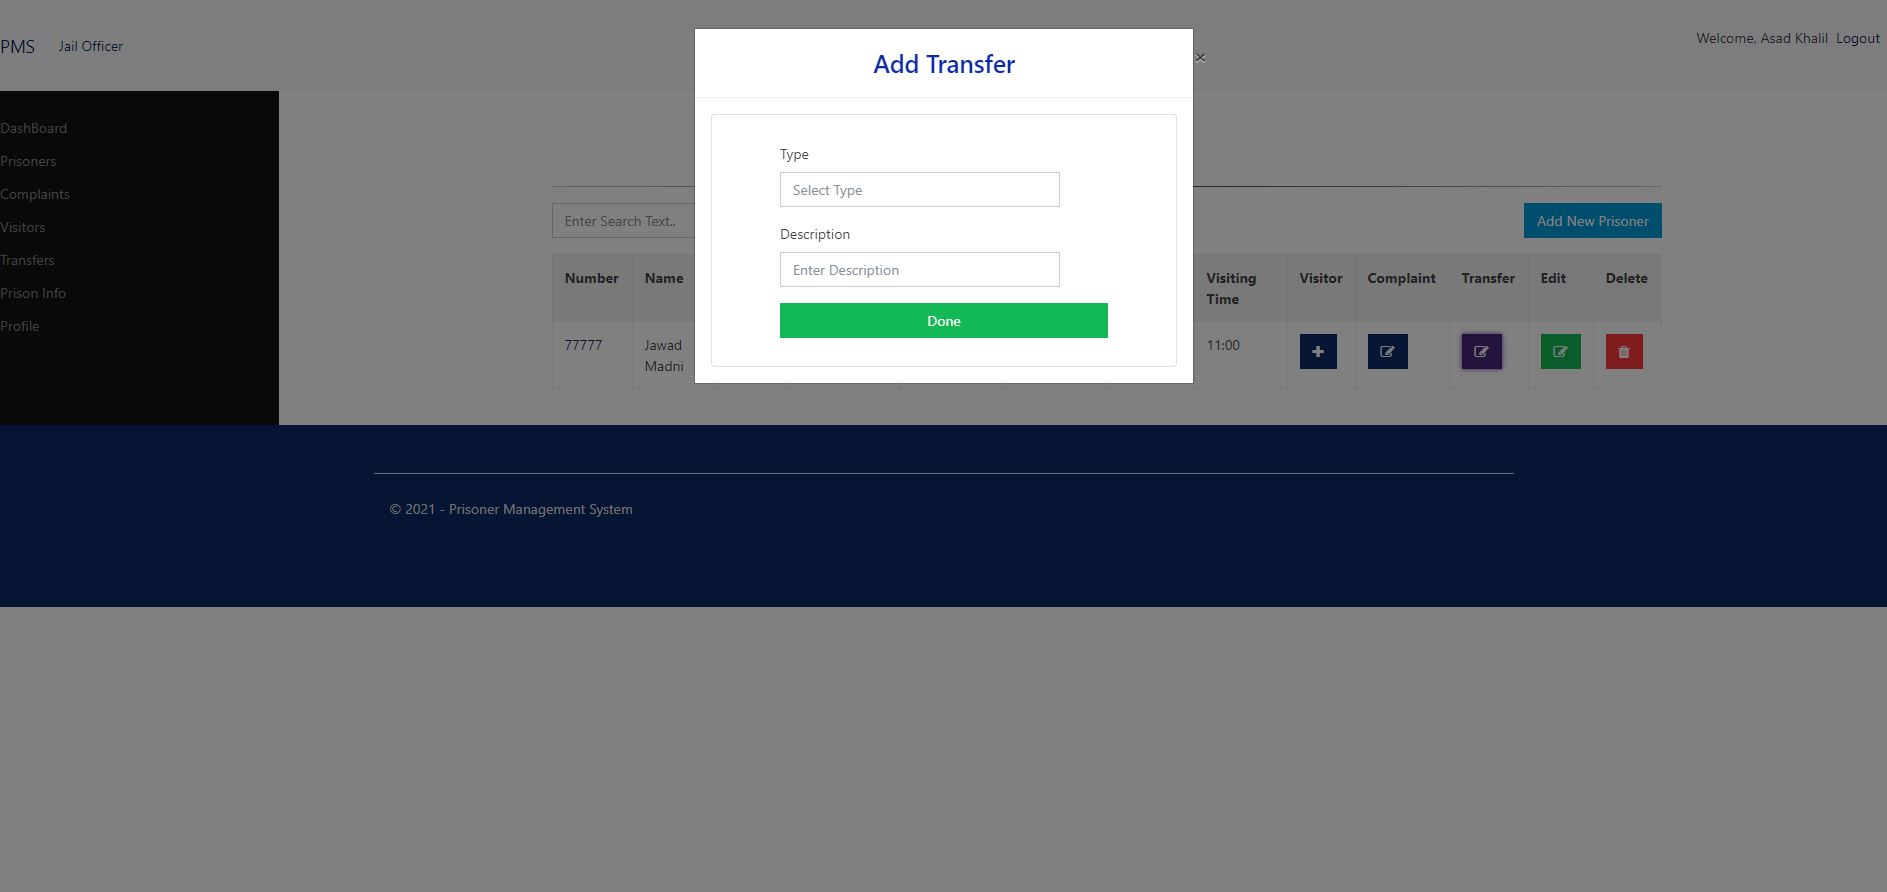 PMS Jail Officer
Welcome, Asad Khalil Logout
Add Transfer
×
DashBoard
Prisoners
Complaints
Visitors
Transfers
Prison Info
Profile
Type
Select Type
Description
Enter Description
Done
Enter Search Text..
Add New Prisoner
Number Name Visiting Time Visitor Complaint Transfer Edit Delete
77777 Jawad Madni 11:00
© 2021 - Prisoner Management System